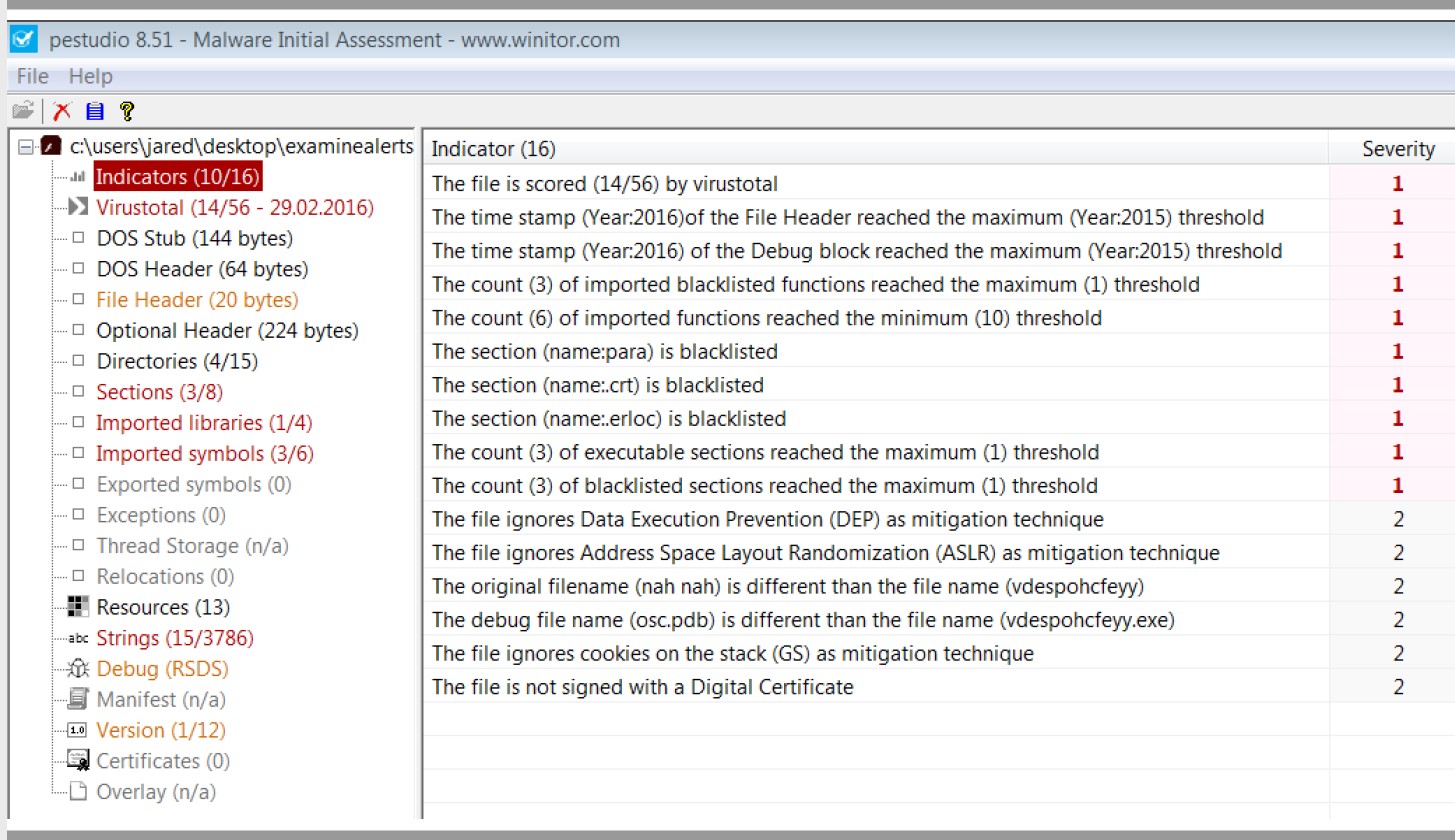 pestudio 8.51 - Malware Initial Assessment - www.winitor.com
File Help
c:\users\jared\desktop\examinealerts
Indicators (10/16)
Virustotal (14/56 - 29.02.2016)
DOS Stub (144 bytes)
DOS Header (64 bytes)
File Header (20 bytes)
Optional Header (224 bytes)
Directories (4/15)
Sections (3/8)
Imported libraries (1/4)
Imported symbols (3/6)
Exported symbols (0)
Exceptions (0)
Thread Storage (n/a)
Relocations (0)
Resources (13)
abc Strings (15/3786)
Debug (RSDS)
Manifest (n/a)
1.0 Version (1/12)
Certificates (0)
Overlay (n/a)
Indicator (16) Severity
The file is scored (14/56) by virustotal 1
The time stamp (Year:2016)of the File Header reached the maximum (Year:2015) threshold 1
The time stamp (Year:2016) of the Debug block reached the maximum (Year:2015) threshold 1
The count (3) of imported blacklisted functions reached the maximum (1) threshold 1
The count (6) of imported functions reached the minimum (10) threshold 1
The section (name:para) is blacklisted 1
The section (name:.crt) is blacklisted 1
The section (name:.erloc) is blacklisted 1
The count (3) of executable sections reached the maximum (1) threshold 1
The count (3) of blacklisted sections reached the maximum (1) threshold 1
The file ignores Data Execution Prevention (DEP) as mitigation technique 2
The file ignores Address Space Layout Randomization (ASLR) as mitigation technique 2
The original filename (nah nah) is different than the file name (vdespohcfeyy) 2
The debug file name (osc.pdb) is different than the file name (vdespohcfeyy.exe) 2
The file ignores cookies on the stack (GS) as mitigation technique 2
The file is not signed with a Digital Certificate 2